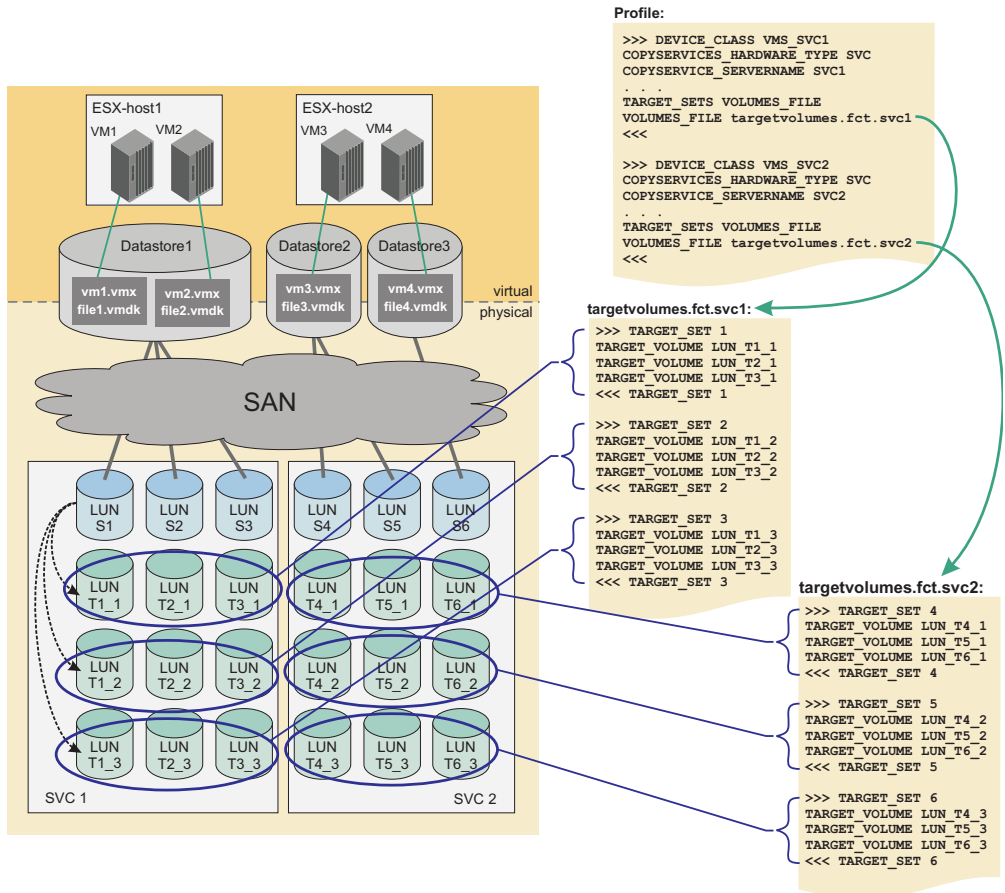 Profile:
>>> DEVICE_CLASS VMS_SVC1
COPYSERVICES_HARDWARE_TYPE SVC
COPYSERVICE_SERVERNAME SVC1
. . .
TARGET_SETS VOLUMES_FILE
VOLUMES_FILE targetvolumes.fct.svc1
<<<
>>> DEVICE_CLASS VMS_SVC2
COPYSERVICES_HARDWARE_TYPE SVC
COPYSERVICE_SERVERNAME SVC2
. . .
TARGET_SETS VOLUMES_FILE
VOLUMES_FILE targetvolumes.fct.svc2
<<<
ESX-host1
VM1
VM2
ESX-host2
VM3
VM4
Datastore1
Datastore2
Datastore3
vm1.vmx
file1.vmdk
vm2.vmx
file2.vmdk
vm3.vmx
file3.vmdk
vm4.vmx
file4.vmdk
virtual
physical
SAN
LUN
S1
LUN
S2
LUN
S3
LUN
S4
LUN
S5
LUN
S6
LUN
T1_1
LUN
T2_1
LUN
T3_1
LUN
T4_1
LUN
T5_1
LUN
T6_1
LUN
T1_2
LUN
T2_2
LUN
T3_2
LUN
T4_2
LUN
T5_2
LUN
T6_2
LUN
T1_3
LUN
T2_3
LUN
T3_3
LUN
T4_3
LUN
T5_3
LUN
T6_3
SVC 1
SVC 2
targetvolumes.fct.svc1:
>>> TARGET_SET 1
TARGET_VOLUME LUN_T1_1
TARGET_VOLUME LUN_T2_1
TARGET_VOLUME LUN_T3_1
<<< TARGET_SET 1
>>> TARGET_SET 2
TARGET_VOLUME LUN_T1_2
TARGET_VOLUME LUN_T2_2
TARGET_VOLUME LUN_T3_2
<<< TARGET_SET 2
>>> TARGET_SET 3
TARGET_VOLUME LUN_T1_3
TARGET_VOLUME LUN_T2_3
TARGET_VOLUME LUN_T3_3
<<< TARGET_SET 3
targetvolumes.fct.svc2:
>>> TARGET_SET 4
TARGET_VOLUME LUN_T4_1
TARGET_VOLUME LUN_T5_1
TARGET_VOLUME LUN_T6_1
<<< TARGET_SET 4
>>> TARGET_SET 5
TARGET_VOLUME LUN_T4_2
TARGET_VOLUME LUN_T5_2
TARGET_VOLUME LUN_T6_2
<<< TARGET_SET 5
>>> TARGET_SET 6
TARGET_VOLUME LUN_T4_3
TARGET_VOLUME LUN_T5_3
TARGET_VOLUME LUN_T6_3
<<< TARGET_SET 6